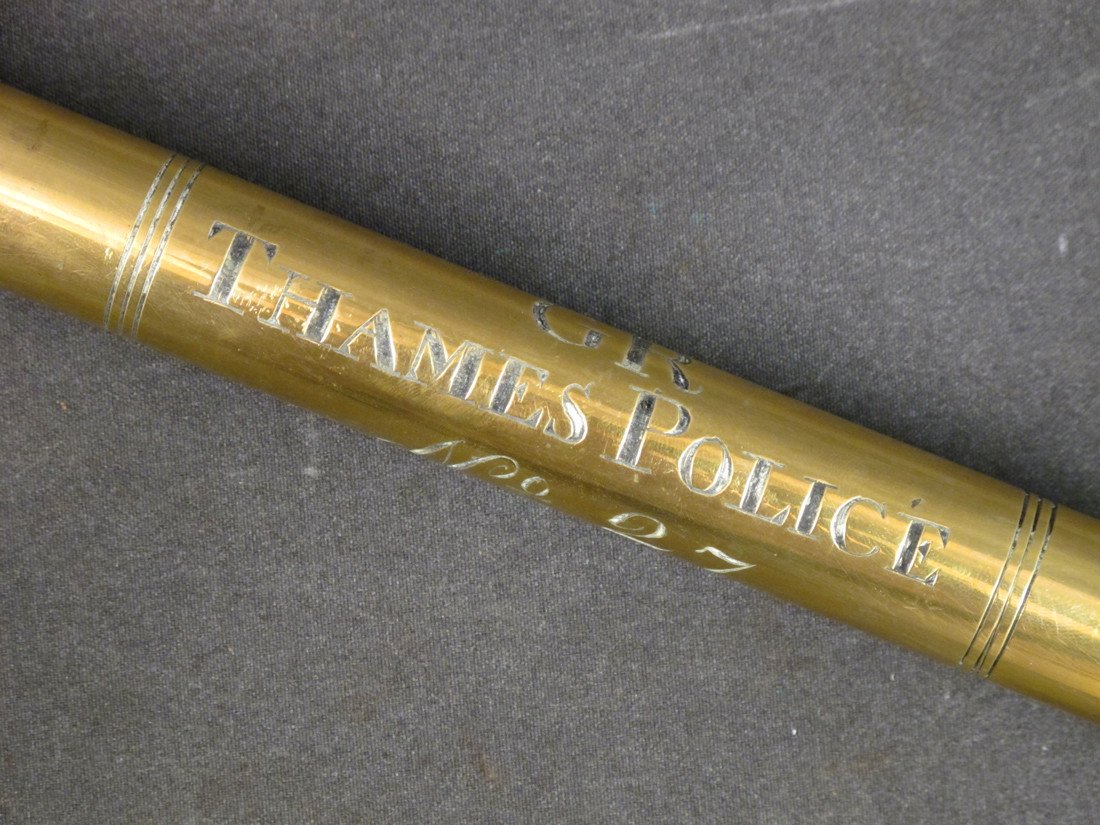 GR
THAMES POLICE
No 27